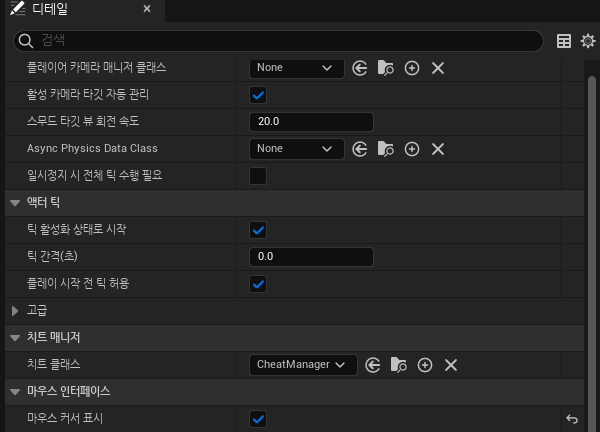 디테일
검색
플레이어 카메라 매니저 클래스 None
활성 카메라 타깃 자동 관리
스무드 타깃 뷰 회전 속도 20.0
Async Physics Data Class None
일시정지 시 전체 틱 수행 필요
액터 틱
틱 활성화 상태로 시작
틱 간격(초) 0.0
플레이 시작 전 틱 허용
고급
치트 매니저
치트 클래스 CheatManager
마우스 인터페이스
마우스 커서 표시